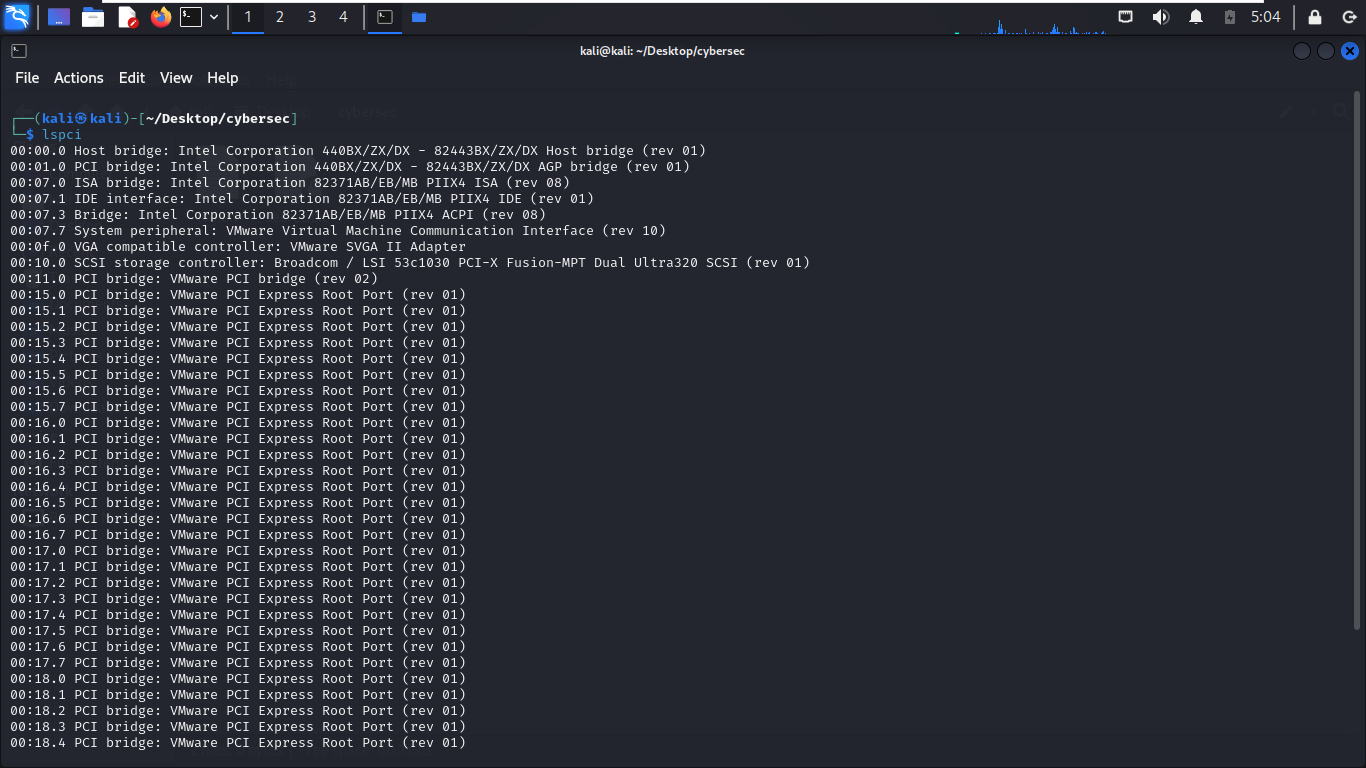 1 2 3 4 5:04
kali@kali: ~/Desktop/cybersec
File Actions Edit View Help
┌──(kali㉿kali)-[~/Desktop/cybersec]
└─$ lspci
00:00.0 Host bridge: Intel Corporation 440BX/ZX/DX - 82443BX/ZX/DX Host bridge (rev 01)
00:01.0 PCI bridge: Intel Corporation 440BX/ZX/DX - 82443BX/ZX/DX AGP bridge (rev 01)
00:07.0 ISA bridge: Intel Corporation 82371AB/EB/MB PIIX4 ISA (rev 08)
00:07.1 IDE interface: Intel Corporation 82371AB/EB/MB PIIX4 IDE (rev 01)
00:07.3 Bridge: Intel Corporation 82371AB/EB/MB PIIX4 ACPI (rev 08)
00:07.7 System peripheral: VMware Virtual Machine Communication Interface (rev 10)
00:0f.0 VGA compatible controller: VMware SVGA II Adapter
00:10.0 SCSI storage controller: Broadcom / LSI 53c1030 PCI-X Fusion-MPT Dual Ultra320 SCSI (rev 01)
00:11.0 PCI bridge: VMware PCI bridge (rev 02)
00:15.0 PCI bridge: VMware PCI Express Root Port (rev 01)
00:15.1 PCI bridge: VMware PCI Express Root Port (rev 01)
00:15.2 PCI bridge: VMware PCI Express Root Port (rev 01)
00:15.3 PCI bridge: VMware PCI Express Root Port (rev 01)
00:15.4 PCI bridge: VMware PCI Express Root Port (rev 01)
00:15.5 PCI bridge: VMware PCI Express Root Port (rev 01)
00:15.6 PCI bridge: VMware PCI Express Root Port (rev 01)
00:15.7 PCI bridge: VMware PCI Express Root Port (rev 01)
00:16.0 PCI bridge: VMware PCI Express Root Port (rev 01)
00:16.1 PCI bridge: VMware PCI Express Root Port (rev 01)
00:16.2 PCI bridge: VMware PCI Express Root Port (rev 01)
00:16.3 PCI bridge: VMware PCI Express Root Port (rev 01)
00:16.4 PCI bridge: VMware PCI Express Root Port (rev 01)
00:16.5 PCI bridge: VMware PCI Express Root Port (rev 01)
00:16.6 PCI bridge: VMware PCI Express Root Port (rev 01)
00:16.7 PCI bridge: VMware PCI Express Root Port (rev 01)
00:17.0 PCI bridge: VMware PCI Express Root Port (rev 01)
00:17.1 PCI bridge: VMware PCI Express Root Port (rev 01)
00:17.2 PCI bridge: VMware PCI Express Root Port (rev 01)
00:17.3 PCI bridge: VMware PCI Express Root Port (rev 01)
00:17.4 PCI bridge: VMware PCI Express Root Port (rev 01)
00:17.5 PCI bridge: VMware PCI Express Root Port (rev 01)
00:17.6 PCI bridge: VMware PCI Express Root Port (rev 01)
00:17.7 PCI bridge: VMware PCI Express Root Port (rev 01)
00:18.0 PCI bridge: VMware PCI Express Root Port (rev 01)
00:18.1 PCI bridge: VMware PCI Express Root Port (rev 01)
00:18.2 PCI bridge: VMware PCI Express Root Port (rev 01)
00:18.3 PCI bridge: VMware PCI Express Root Port (rev 01)
00:18.4 PCI bridge: VMware PCI Express Root Port (rev 01)